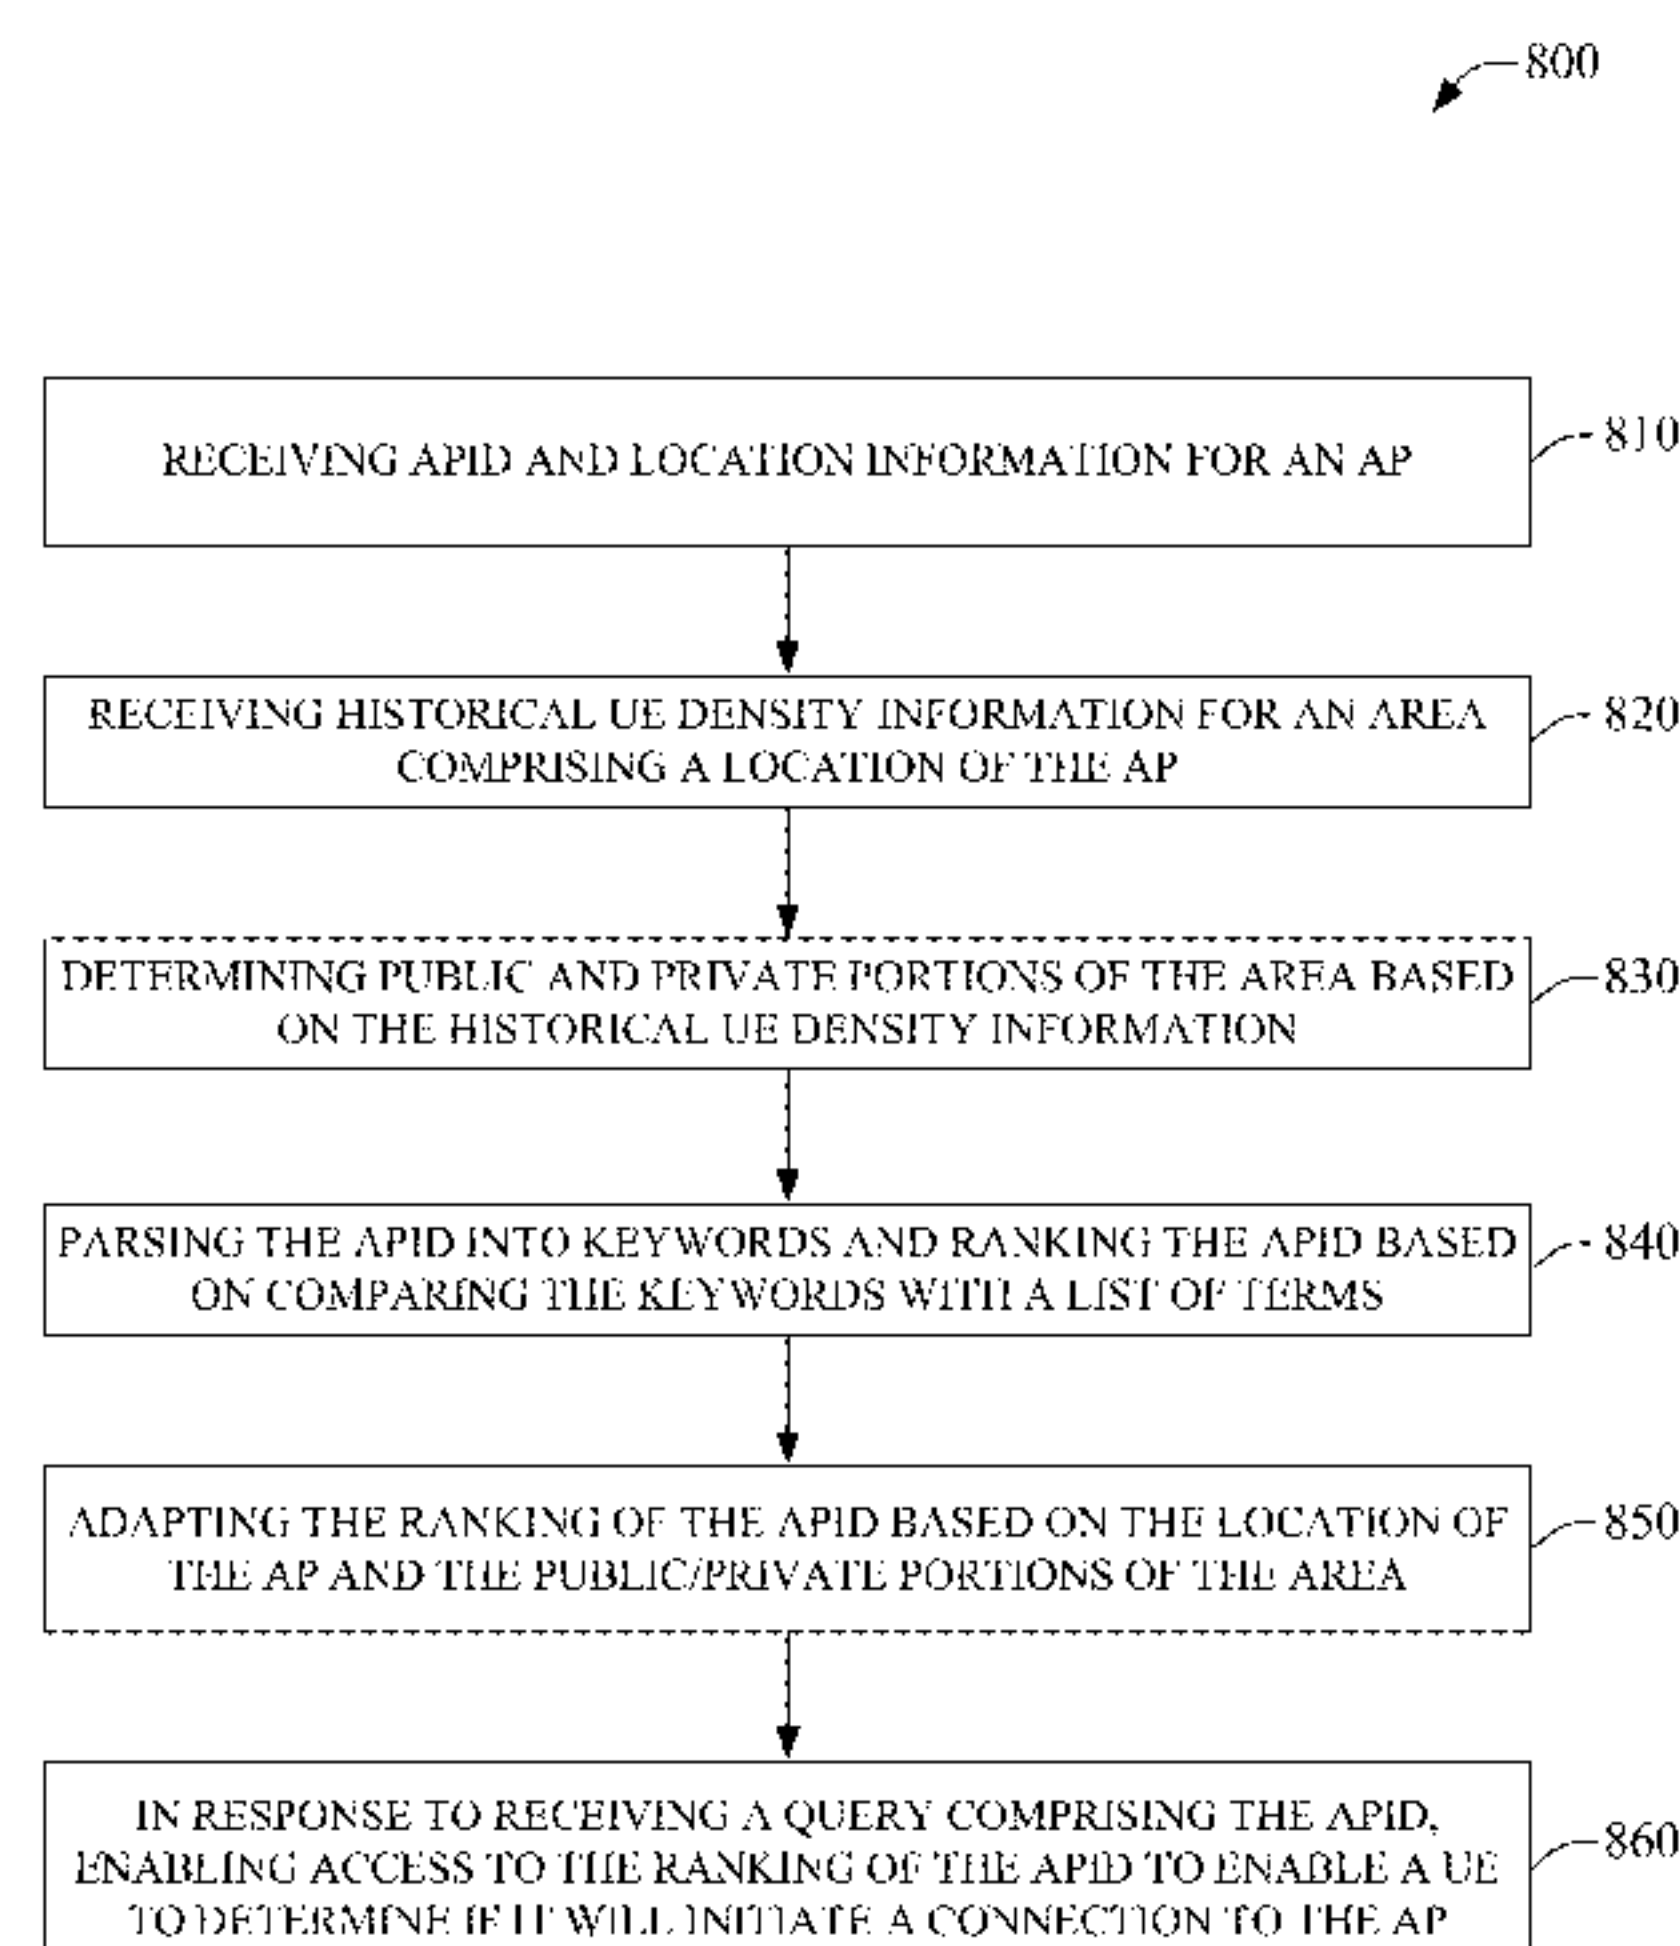 800
RECEIVING APID AND LOCATION INFORMATION FOR AN AP
810
RECEIVING HISTORICAL UE DENSITY INFORMATION FOR AN AREA
COMPRISING A LOCATION OF THE AP
820
DETERMINING PUBLIC AND PRIVATE PORTIONS OF THE AREA BASED
ON THE HISTORICAL UE DENSITY INFORMATION
830
PARSING THE APID INTO KEYWORDS AND RANKING THE APID BASED
ON COMPARING THE KEYWORDS WITH A LIST OF TERMS
840
ADAPTING THE RANKING OF THE APID BASED ON THE LOCATION OF
THE AP AND THE PUBLIC/PRIVATE PORTIONS OF THE AREA
850
IN RESPONSE TO RECEIVING A QUERY COMPRISING THE APID,
ENABLING ACCESS TO THE RANKING OF THE APID TO ENABLE A UE
TO DETERMINE IF IT WILL INITIATE A CONNECTION TO THE AP
860